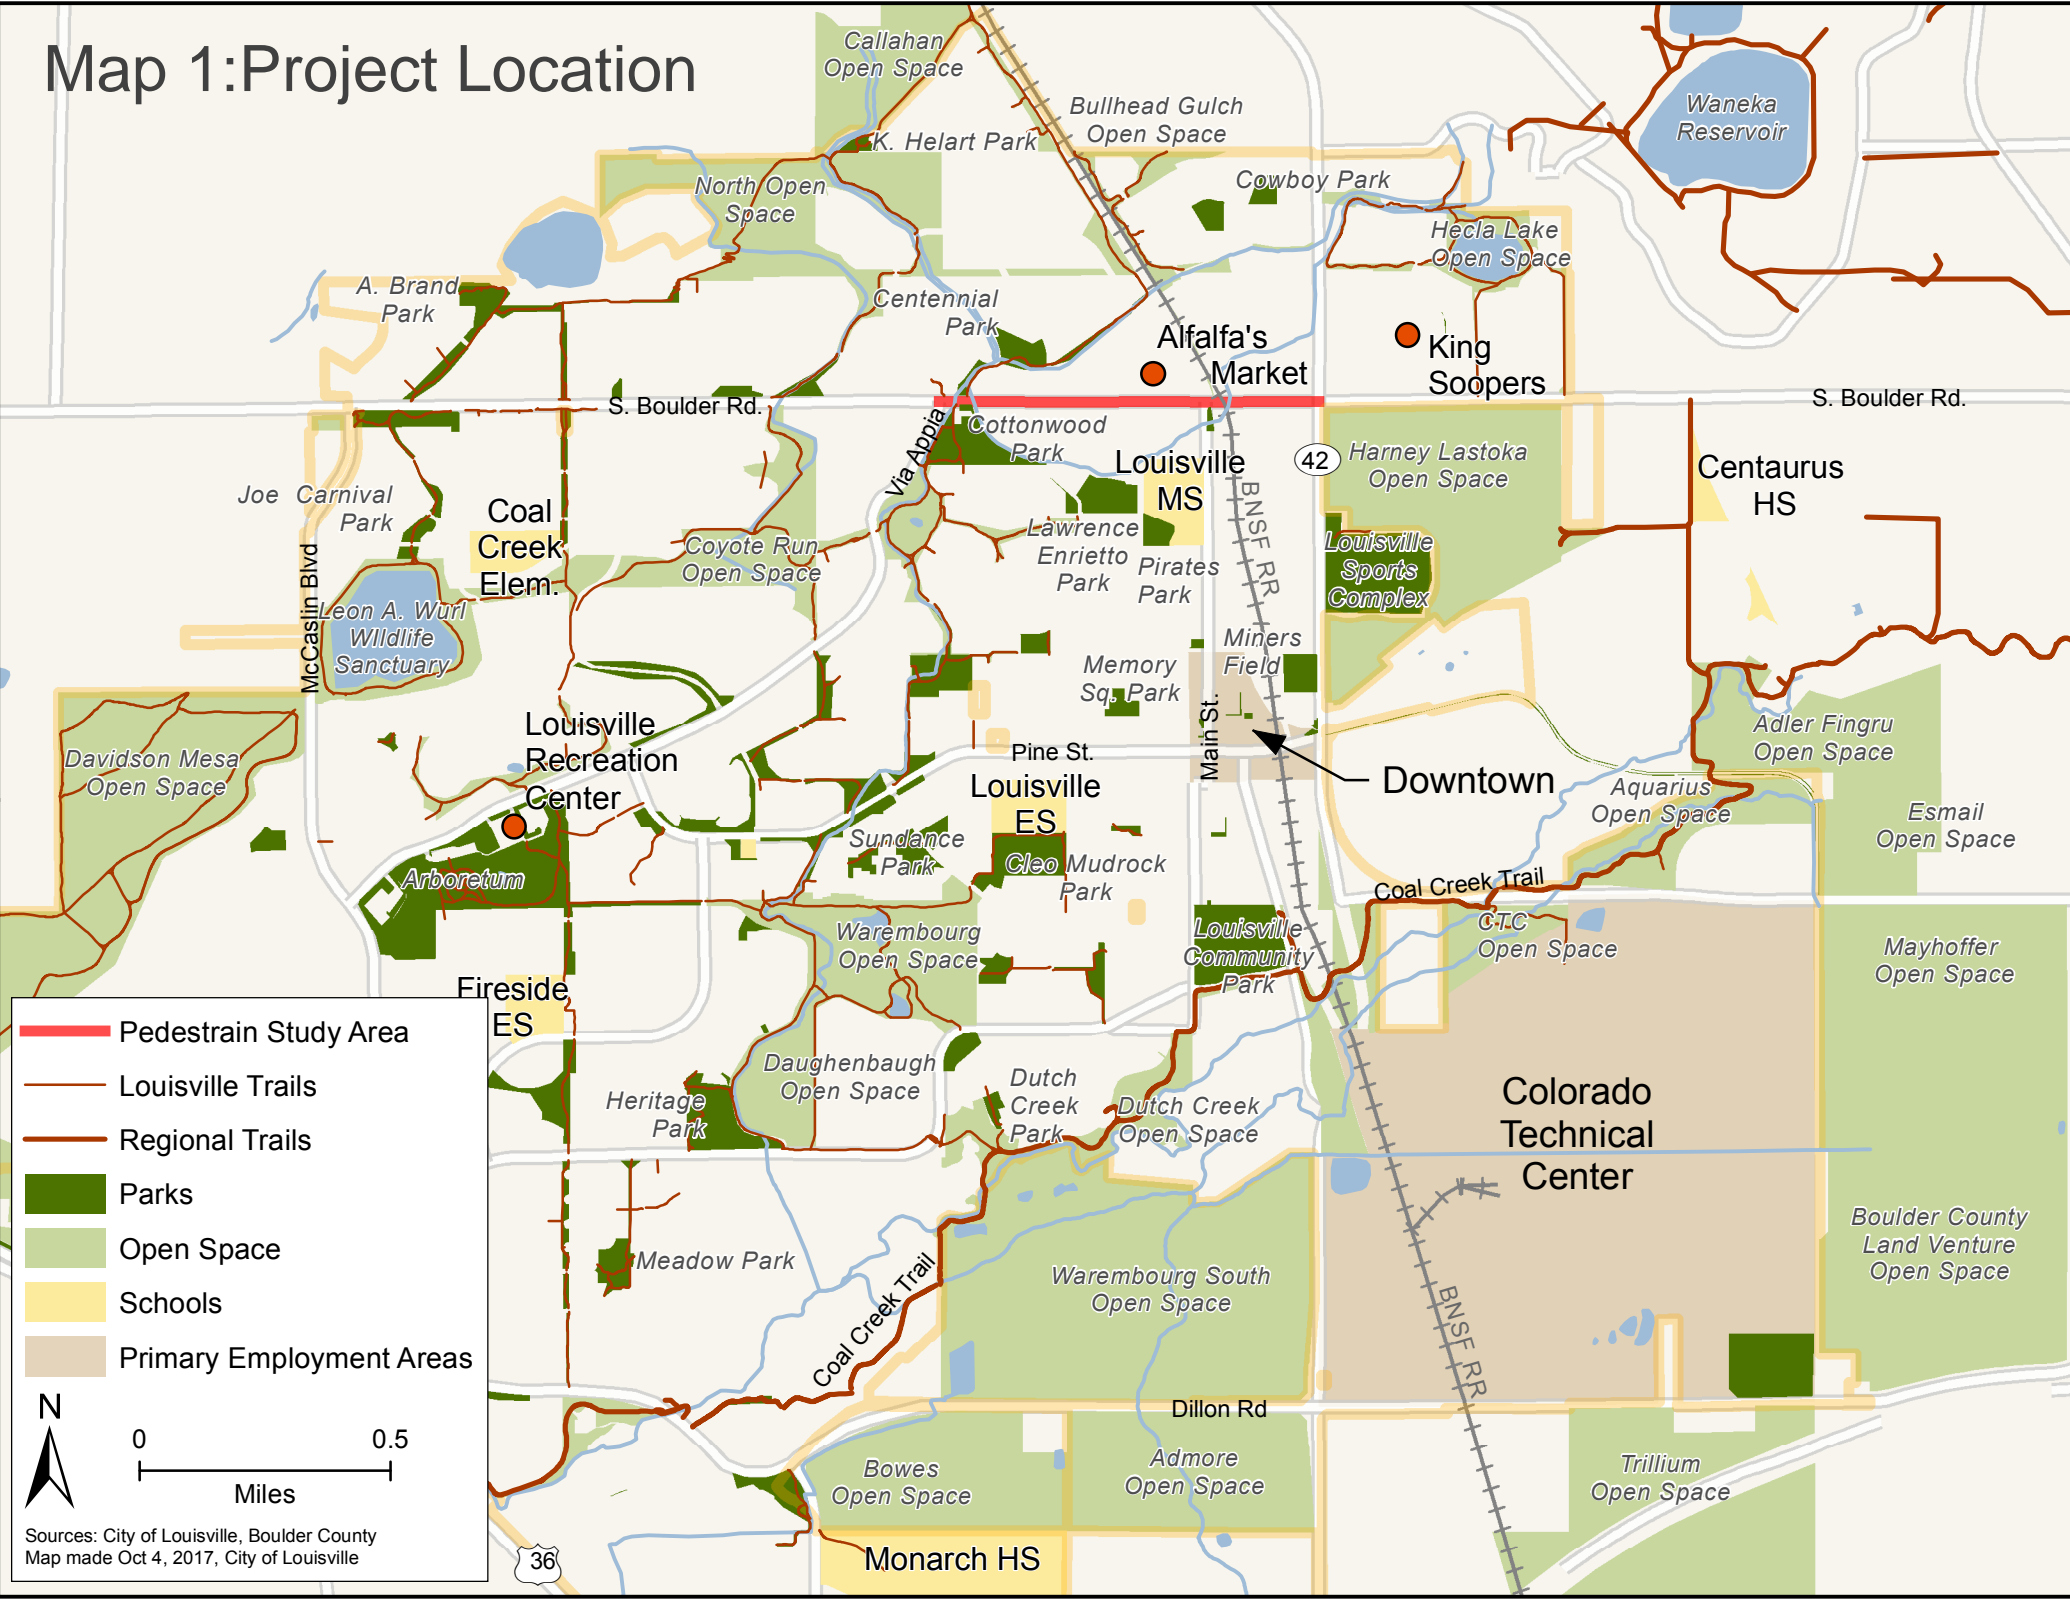 Map 1:Project Location
Callahan
Open Space
Bullhead Gulch
Open Space
Waneka
Reservoir
K. Helart Park
North Open
Space
Cowboy Park
Hecla Lake
Open Space
A. Brand
Park
Centennial
Park
Alfalfa's
Market
King
Soopers
S. Boulder Rd.
S. Boulder Rd.
Via Appia
Cottonwood
Park
Louisville
MS
42
Harney Lastoka
Open Space
Centaurus
HS
Joe Carnival
Park
Coal
Creek
Elem.
BNSF RR
Lawrence
Enrietto
Park
Pirates
Park
Louisville
Sports
Complex
Coyote Run
Open Space
McCaslin Blvd
Leon A. Wurl
WIldlife
Sanctuary
Miners
Field
Memory
Sq. Park
Main St.
Louisville
Recreation
Center
Davidson Mesa
Open Space
Pine St.
Louisville
ES
Downtown
Adler Fingru
Open Space
Aquarius
Open Space
Esmail
Open Space
Sundance
Park
Cleo Mudrock
Park
Arboretum
Coal Creek Trail
CTC
Open Space
Warembourg
Open Space
Louisville
Community
Park
Mayhoffer
Open Space
Fireside
ES
Daughenbaugh
Open Space
Heritage
Park
Dutch
Creek
Park
Dutch Creek
Open Space
Colorado
Technical
Center
Meadow Park
Coal Creek Trail
Warembourg South
Open Space
BNSF RR
Boulder County
Land Venture
Open Space
Dillon Rd
Bowes
Open Space
Admore
Open Space
Trillium
Open Space
Monarch HS
36
Pedestrain Study Area
Louisville Trails
Regional Trails
Parks
Open Space
Schools
Primary Employment Areas
N
0 0.5
Miles
Sources: City of Louisville, Boulder County
Map made Oct 4, 2017, City of Louisville